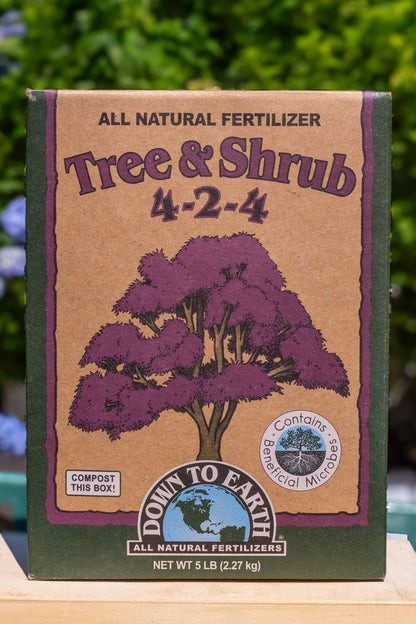 ALL NATURAL FERTILIZER
Tree & Shrub
4-2-4
· Contains ·
Beneficial Microbes
COMPOST
THIS BOX!
DOWN TO EARTH
ALL NATURAL FERTILIZERS
®
NET WT 5 LB (2.27 kg)